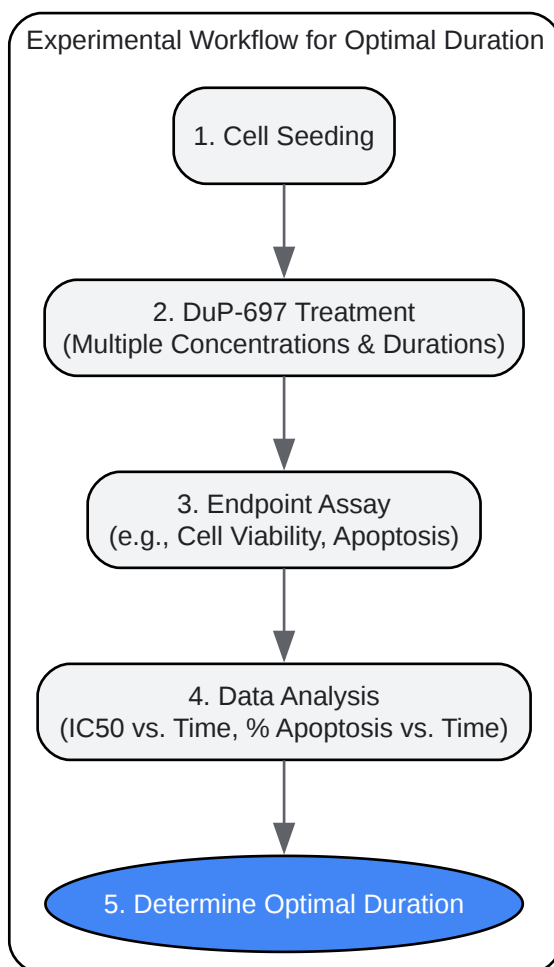 Experimental Workflow for Optimal Duration
1. Cell Seeding
2. DuP-697 Treatment
(Multiple Concentrations & Durations)
3. Endpoint Assay
(e.g., Cell Viability, Apoptosis)
4. Data Analysis
(IC50 vs. Time, % Apoptosis vs. Time)
5. Determine Optimal Duration